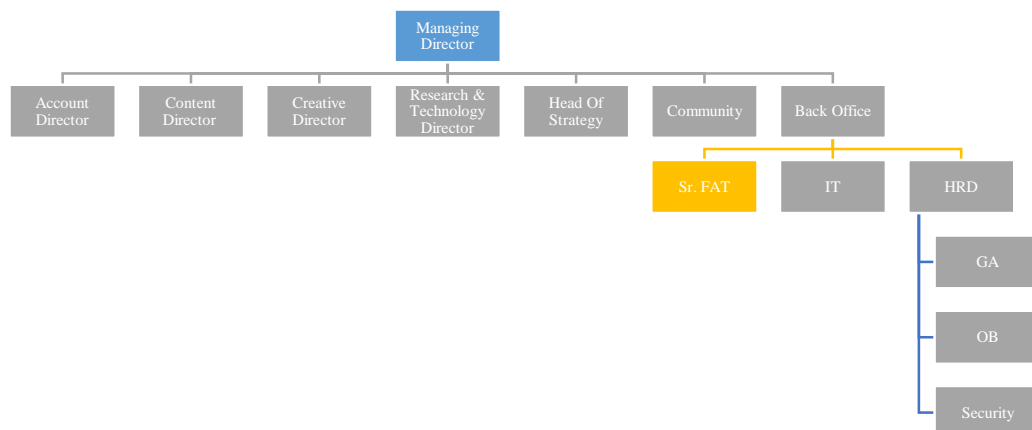 Managing
Director
Account
Director
Content
Director
Creative
Director
Research &
Technology
Director
Head Of
Strategy
Community
Back Office
Sr. FAT
IT
HRD
GA
OB
Security